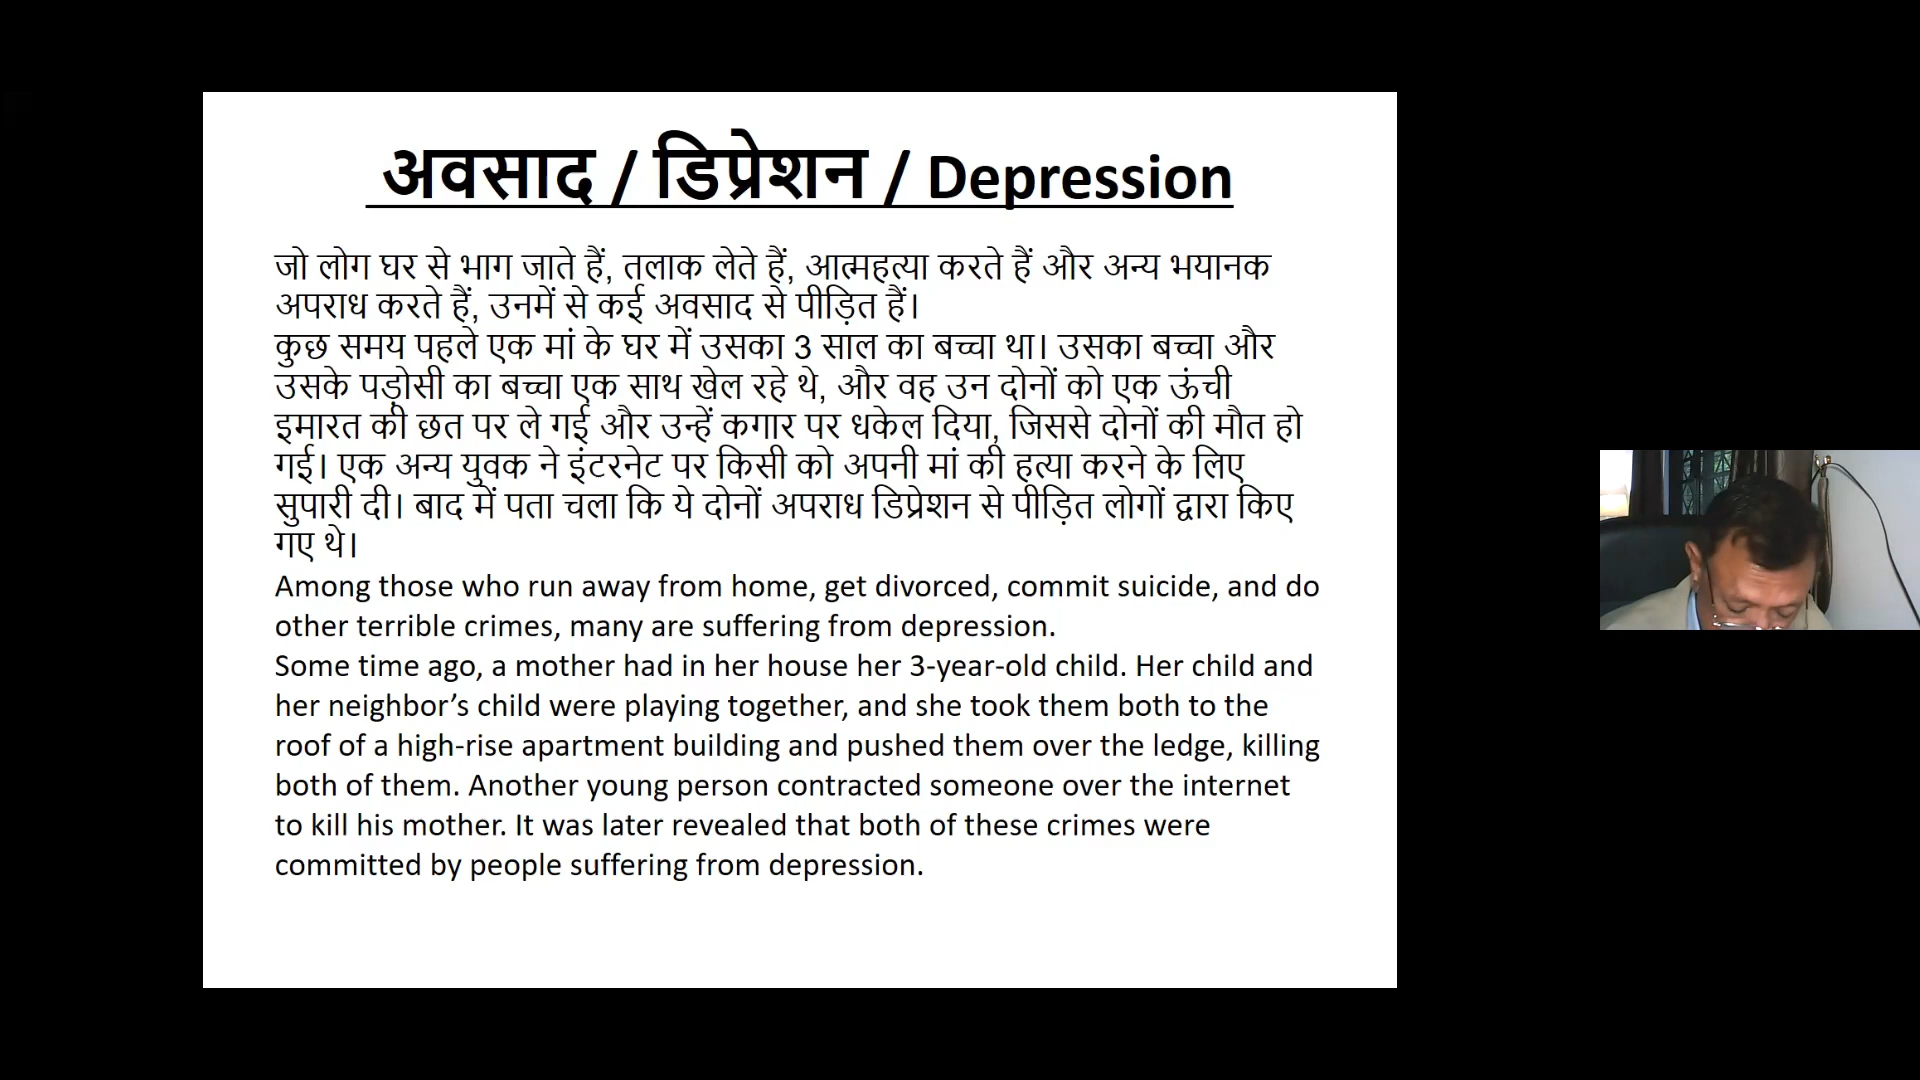 अवसाद / डिप्रेशन / Depression
जो लोग घर से भाग जाते हैं, तलाक लेते हैं, आत्महत्या करते हैं और अन्य भयानक
अपराध करते हैं, उनमें से कई अवसाद से पीड़ित हैं।
कुछ समय पहले एक मां के घर में उसका 3 साल का बच्चा था। उसका बच्चा और
उसके पड़ोसी का बच्चा एक साथ खेल रहे थे, और वह उन दोनों को एक ऊंची
इमारत की छत पर ले गई और उन्हें कगार पर धकेल दिया, जिससे दोनों की मौत हो
गई। एक अन्य युवक ने इंटरनेट पर किसी को अपनी मां की हत्या करने के लिए
सुपारी दी। बाद में पता चला कि ये दोनों अपराध डिप्रेशन से पीड़ित लोगों द्वारा किए
गए थे।
Among those who run away from home, get divorced, commit suicide, and do
other terrible crimes, many are suffering from depression.
Some time ago, a mother had in her house her 3-year-old child. Her child and
her neighbor’s child were playing together, and she took them both to the
roof of a high-rise apartment building and pushed them over the ledge, killing
both of them. Another young person contracted someone over the internet
to kill his mother. It was later revealed that both of these crimes were
committed by people suffering from depression.